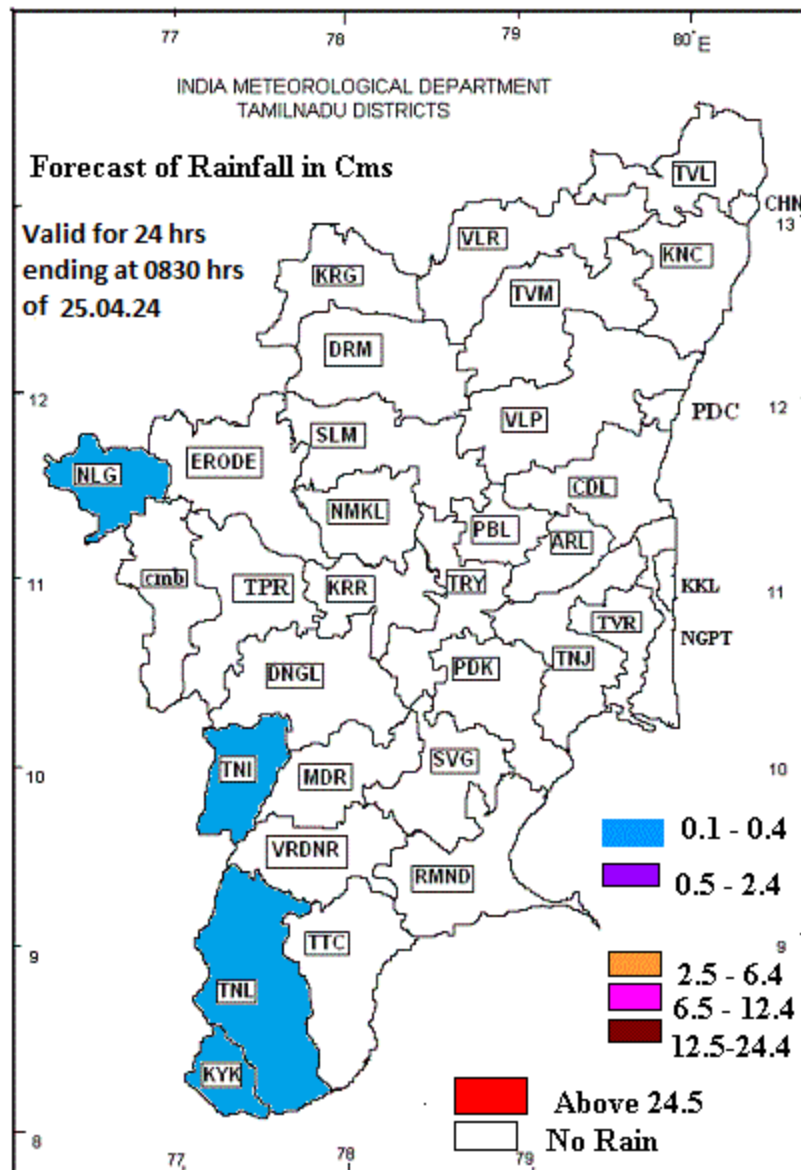 77 78 79 80°E
INDIA METEOROLOGICAL DEPARTMENT
TAMILNADU DISTRICTS
Forecast of Rainfall in Cms
TVL
CHN
13
Valid for 24 hrs
ending at 0830 hrs
of 25.04.24
VLR
KNC
KRG
TVM
DRM
12
PDC 12
SLM
VLP
NLG
ERODE
CDL
NMKL
PBL
ARL
11
cmb
TPR
KRR
TRY
KKL 11
TVR
NGPT
DNGL
PDK
TNJ
10
TNI
MDR
SVG
10
VRDNR
RMND
0.1 - 0.4
0.5 - 2.4
9
TTC
9
TNL
2.5 - 6.4
6.5 - 12.4
12.5-24.4
KYK
Above 24.5
No Rain
8
77 78 79